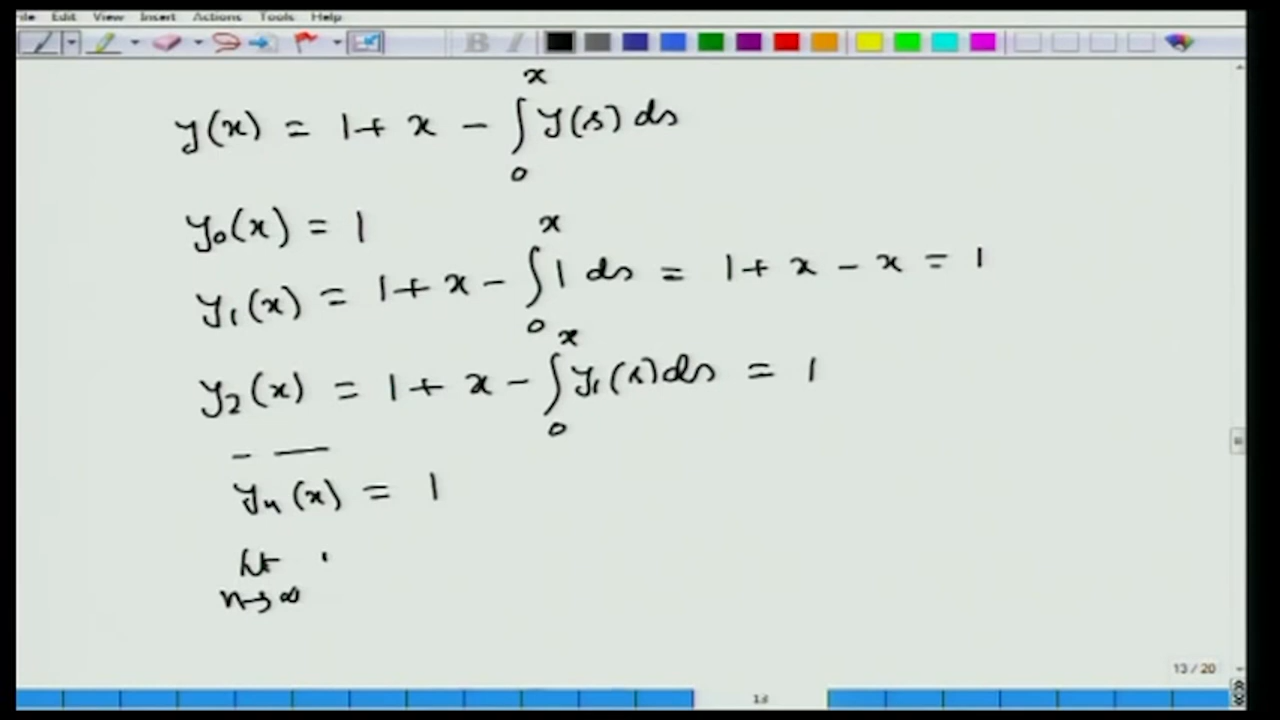 Edit View Insert Actions Tools Help
B I
y(x) = 1 + x - ∫₀ˣ y(s) ds
y₀(x) = 1
y₁(x) = 1 + x - ∫₀ˣ 1 ds = 1 + x - x = 1
y₂(x) = 1 + x - ∫₀ˣ y₁(s) ds = 1
- —
yₙ(x) = 1
lt
n→∞
13 / 20
13